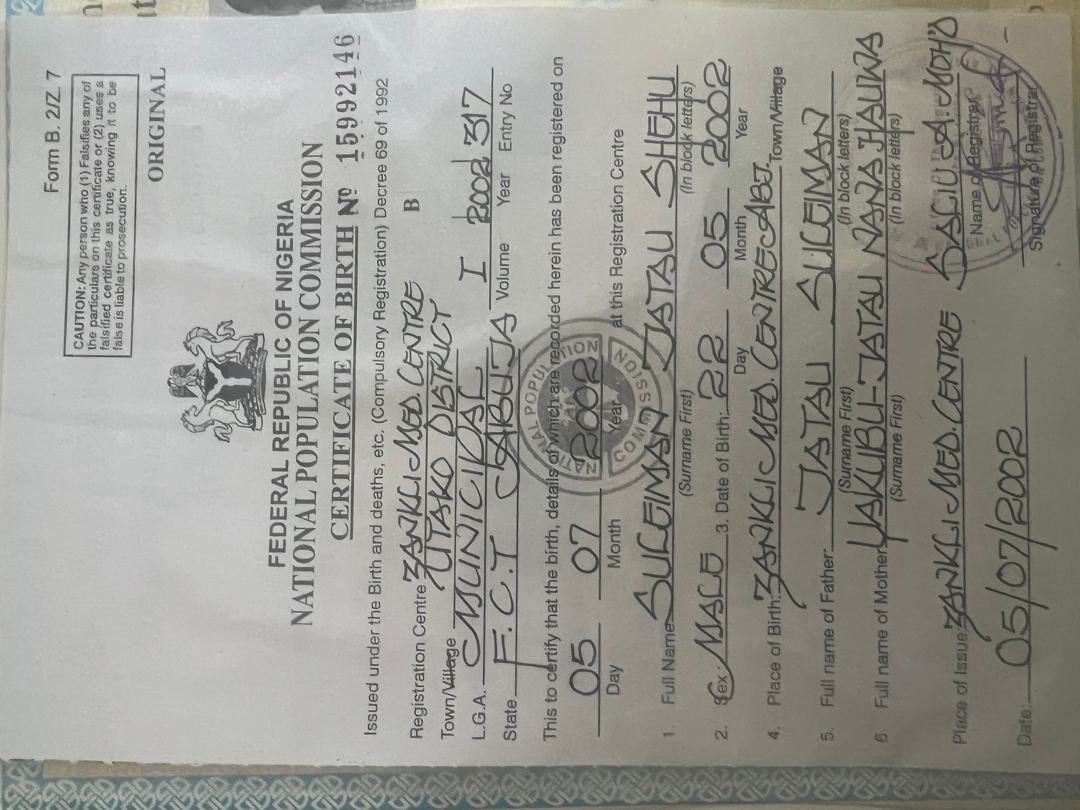 Form B. 2/Z. 7
CAUTION: Any person who (1) Falsifies any of
the particulars on this certificate or (2) uses a
falsified certificate as true, knowing it to be
false is liable to prosecution.
ORIGINAL
FEDERAL REPUBLIC OF NIGERIA
NATIONAL POPULATION COMMISSION
CERTIFICATE OF BIRTH Nº 15992146
Issued under the Birth and deaths, etc. (Compulsory Registration) Decree 69 of 1992
Registration Centre ZANKLI MED. CENTRE B
Town/Village UTAKO DISTRICT
L.G.A. MUNICIPAL I 2002 317
State F.C.T ABUJA Volume Year Entry No
This to certify that the birth, details of which are recorded herein has been registered on
05 07 2002 at this Registration Centre
Day Month Year
NATIONAL POPULATION COMMISSION
1. Full Name SULEIMAN JATAU SHEHU
(Surname First) (In block letters)
2. Sex. MALE 3. Date of Birth: 22 05 2002
Day Month Year
4. Place of Birth: ZANKLI MED. CENTRE Town/Village
5. Full name of Father: JATAU SULEIMAN
(Surname First) (In block letters)
6 Full name of Mother YAKUBU-JATAU NANA HAUWA
(Surname First) (In block letters)
Place of Issue: ZANKLI MED. CENTRE SALIU A. MOH'D
Name of Registrar
Date: 05/07/2002
Signature of Registrar